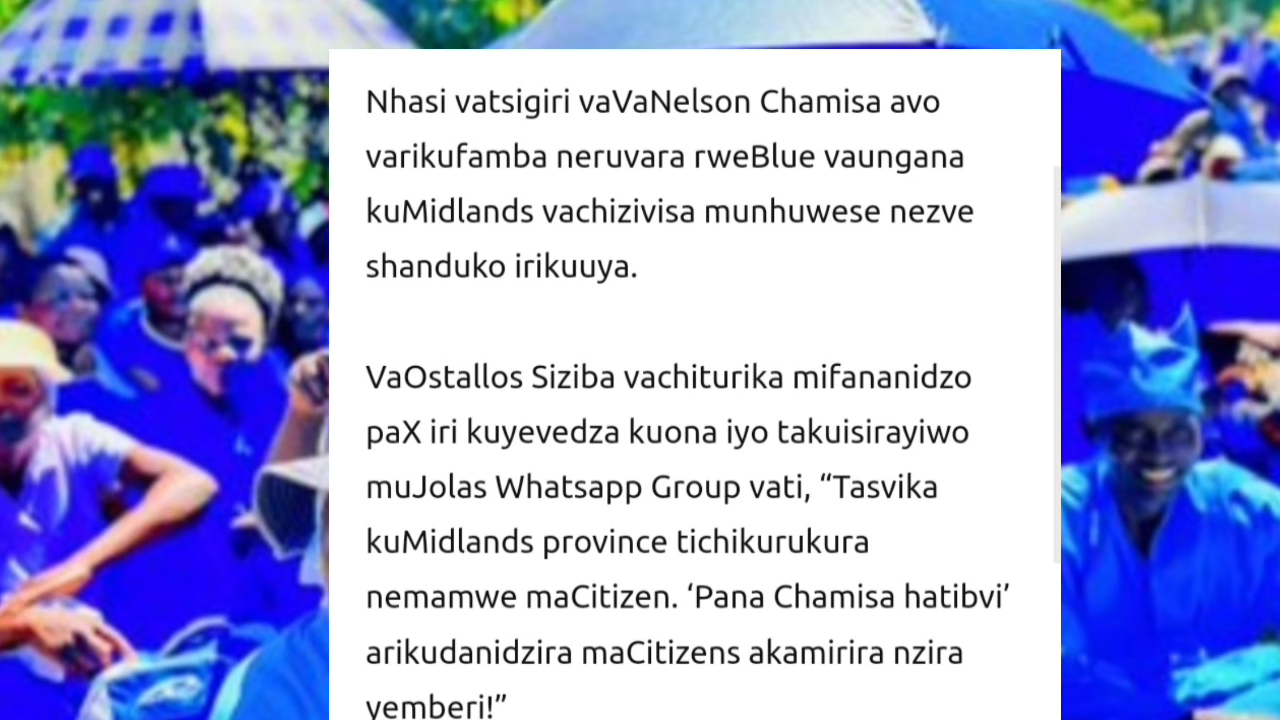 Nhasi vatsigiri vaVaNelson Chamisa avo
varikufamba neruvara rweBlue vaungana
kuMidlands vachizivisa munhuwese nezve
shanduko irikuuya.
VaOstallos Siziba vachiturika mifananidzo
paX iri kuyevedza kuona iyo takuisirayiwo
muJolas Whatsapp Group vati, “Tasvika
kuMidlands province tichikurukura
nemamwe maCitizen. ‘Pana Chamisa hatibvi’
arikudanidzira maCitizens akamirira nzira
yemberi!”